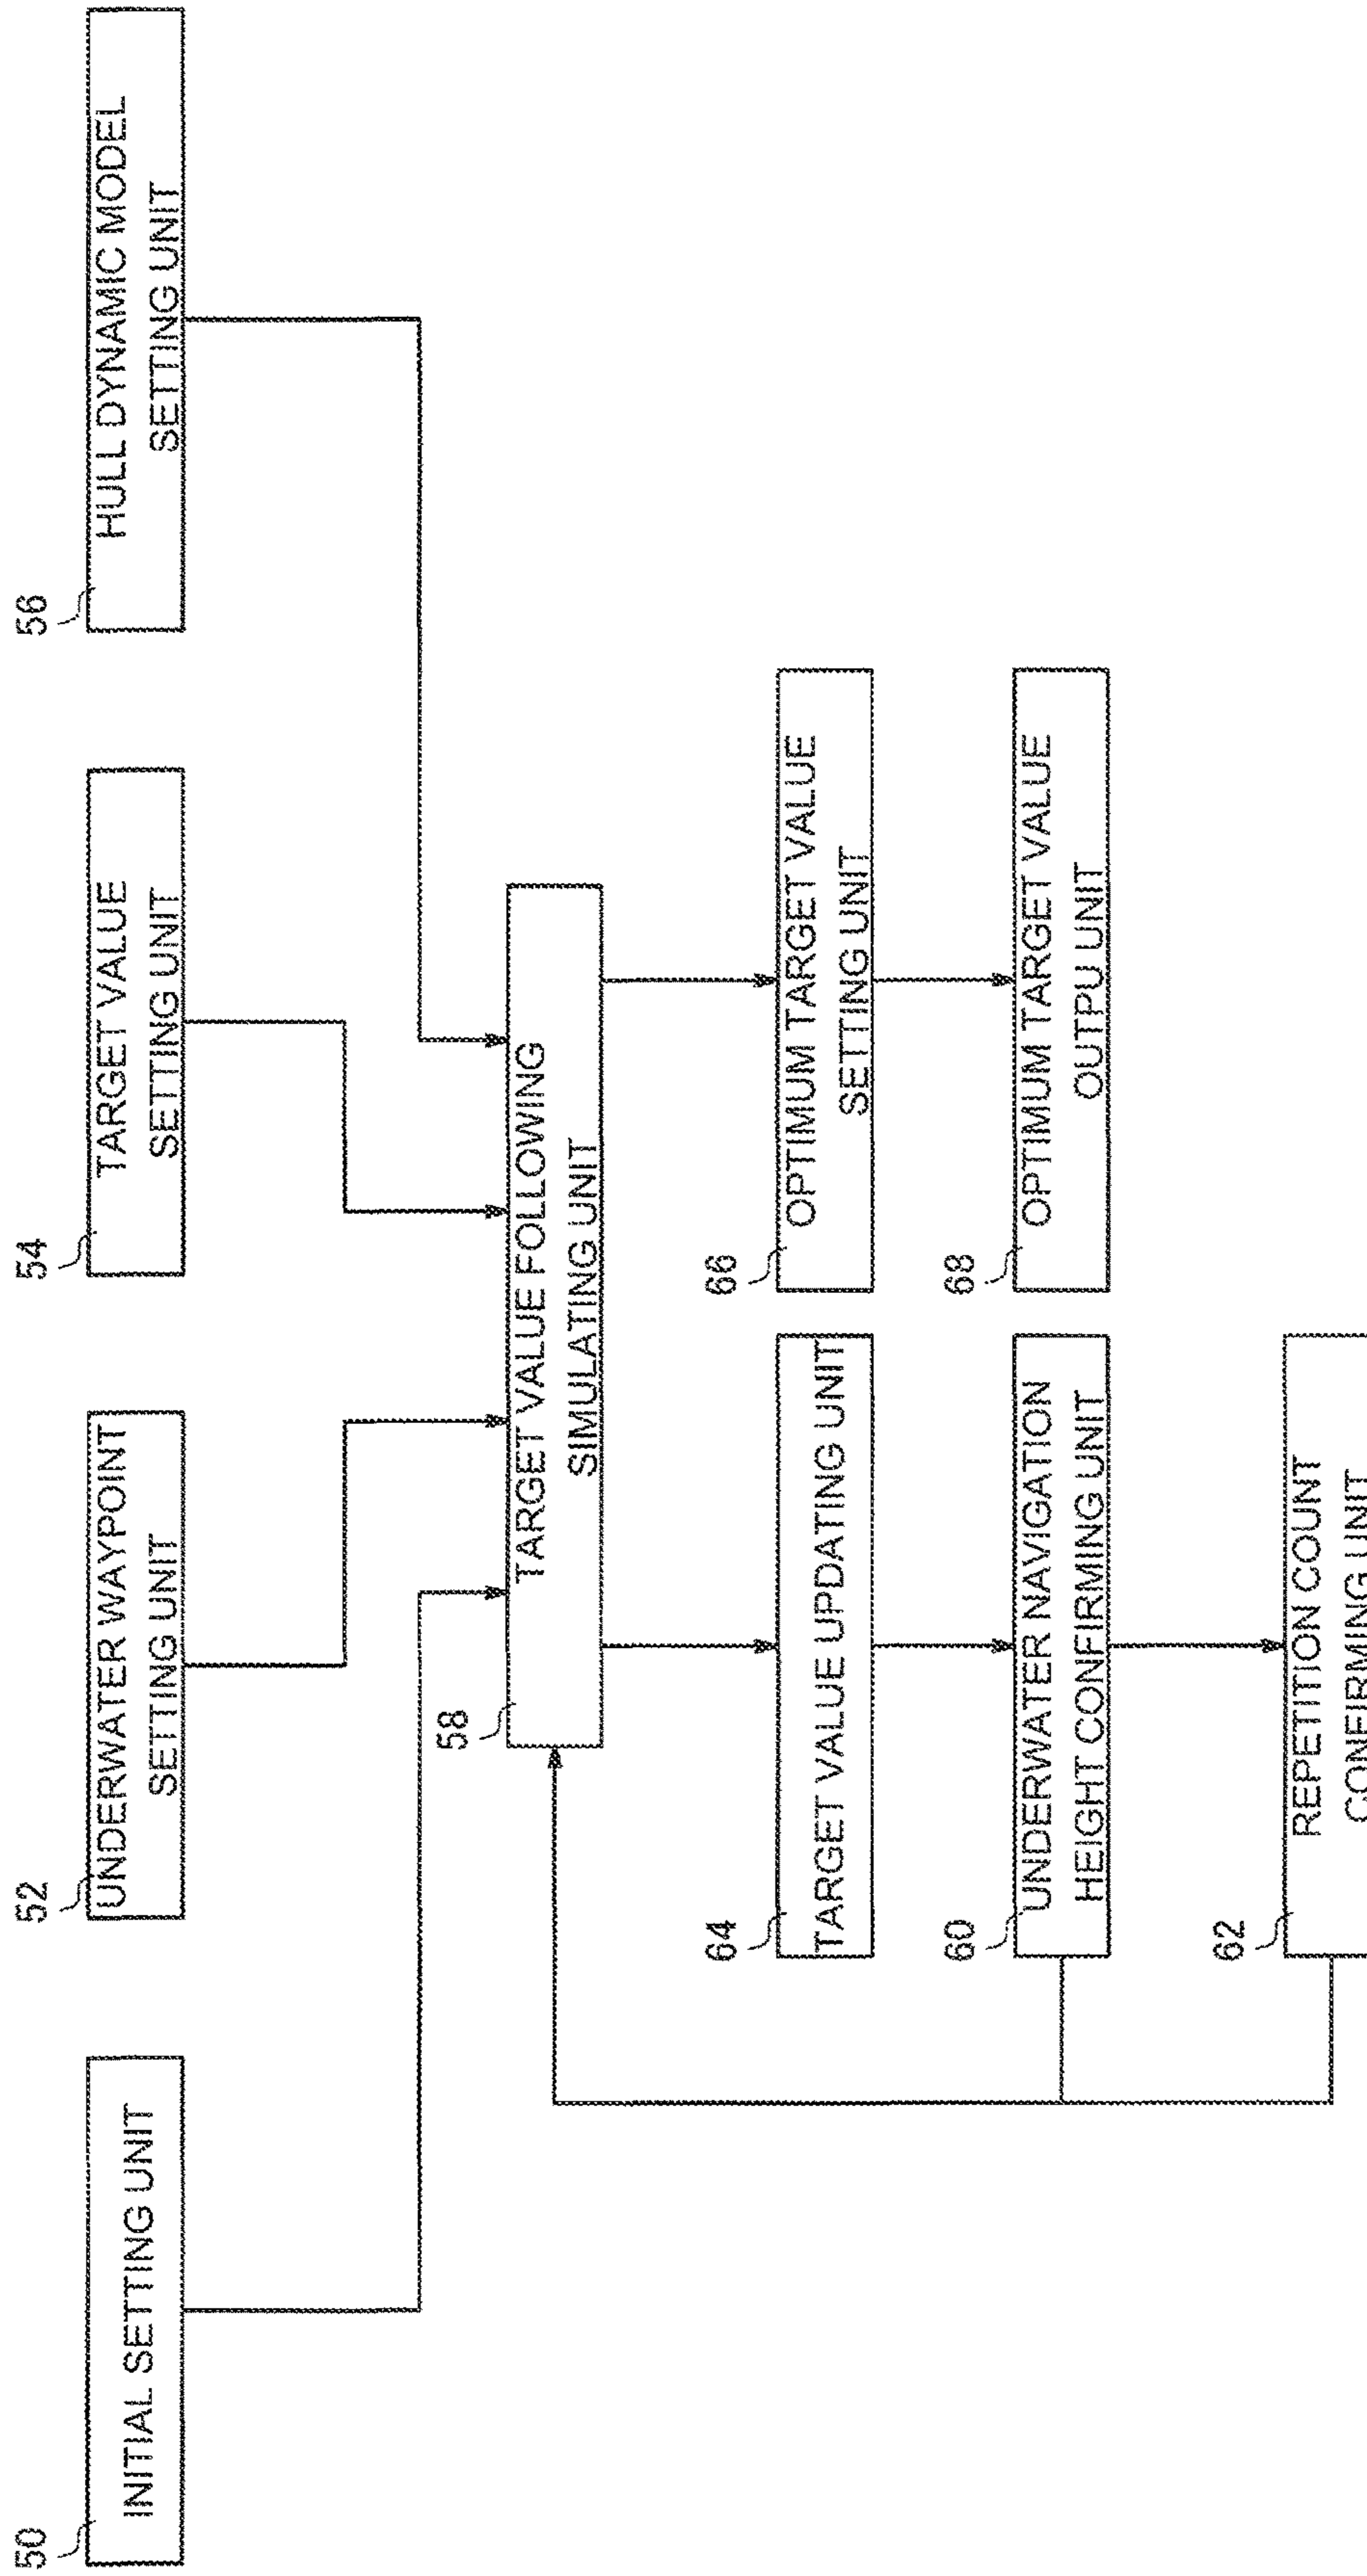 50
INITIAL SETTING UNIT
52
UNDERWATER WAYPOINT
SETTING UNIT
54
TARGET VALUE
SETTING UNIT
56
HULL DYNAMIC MODEL
SETTING UNIT
58
TARGET VALUE FOLLOWING
SIMULATING UNIT
64
TARGET VALUE UPDATING UNIT
66
OPTIMUM TARGET VALUE
SETTING UNIT
60
UNDERWATER NAVIGATION
HEIGHT CONFIRMING UNIT
68
OPTIMUM TARGET VALUE
OUTPU UNIT
62
REPETITION COUNT
CONFIRMING UNIT